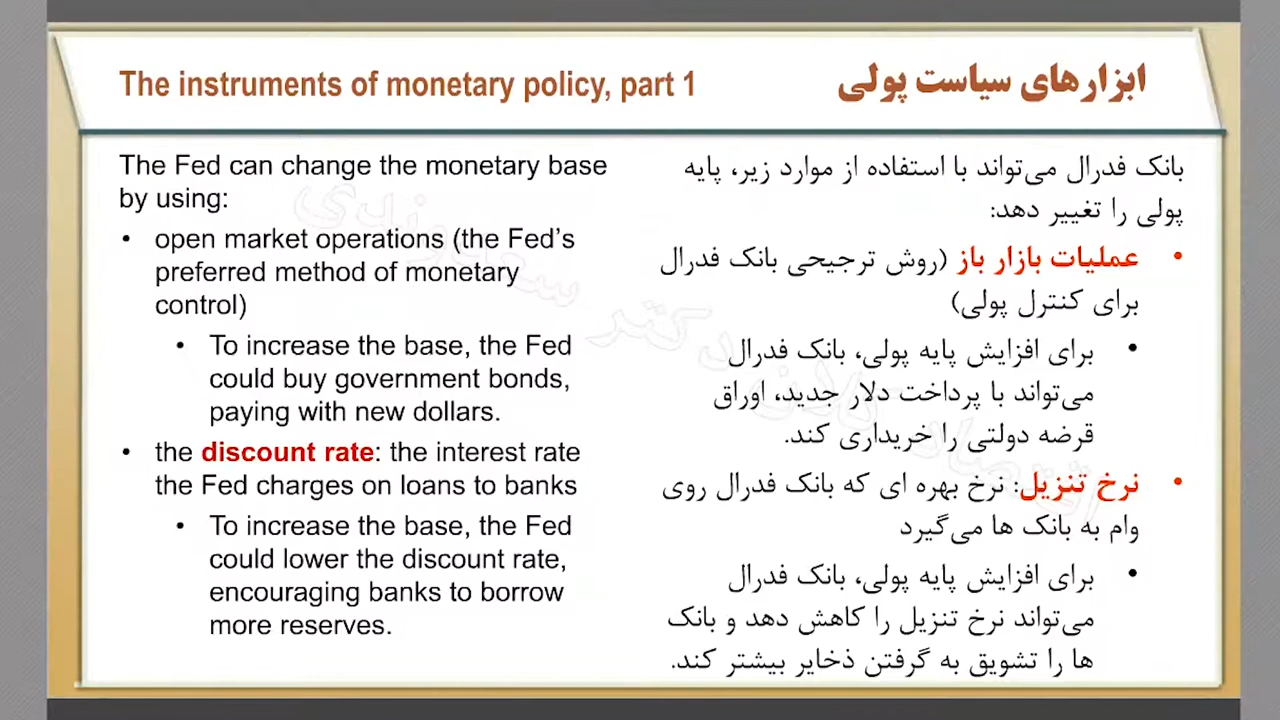 The instruments of monetary policy, part 1
ابزارهای سیاست پولی
The Fed can change the monetary base
by using:
• open market operations (the Fed’s
preferred method of monetary
control)
• To increase the base, the Fed
could buy government bonds,
paying with new dollars.
• the discount rate: the interest rate
the Fed charges on loans to banks
• To increase the base, the Fed
could lower the discount rate,
encouraging banks to borrow
more reserves.
بانک فدرال می‌تواند با استفاده از موارد زیر، پایه
پولی را تغییر دهد:
• عملیات بازار باز (روش ترجیحی بانک فدرال
برای کنترل پولی)
• برای افزایش پایه پولی، بانک فدرال
می‌تواند با پرداخت دلار جدید، اوراق
قرضه دولتی را خریداری کند.
• نرخ تنزیل: نرخ بهره ای که بانک فدرال روی
وام به بانک ها می‌گیرد
• برای افزایش پایه پولی، بانک فدرال
می‌تواند نرخ تنزیل را کاهش دهد و بانک
ها را تشویق به گرفتن ذخایر بیشتر کند.
اقتصاد کلان دکتر سعیدوندی